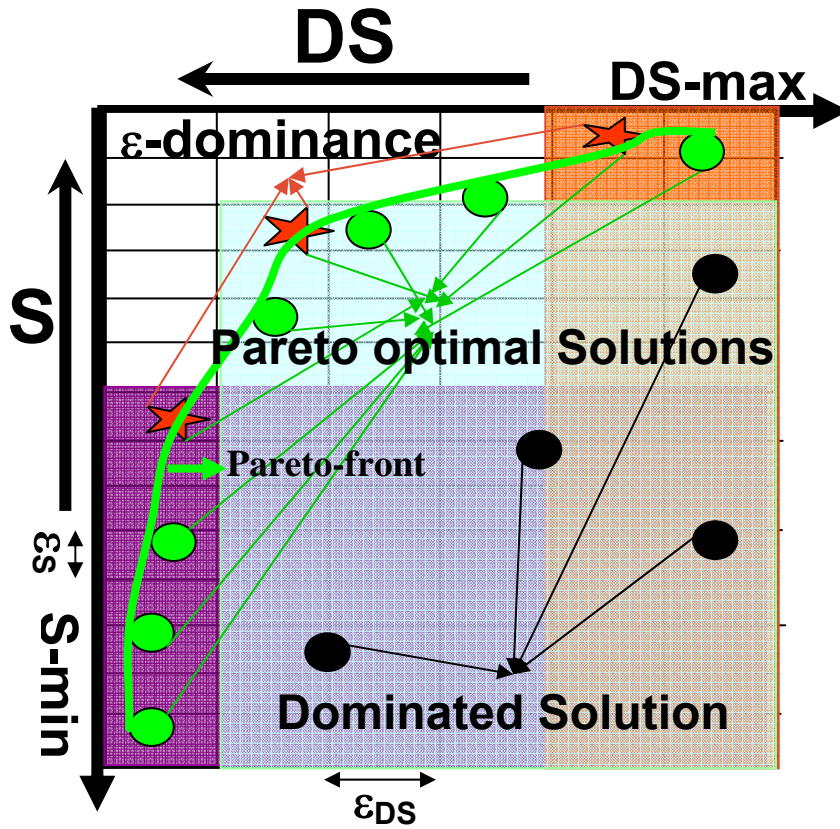 DS
DS-max
ε-dominance
S
Pareto optimal Solutions
Pareto-front
εs
S-min
Dominated Solution
εDS